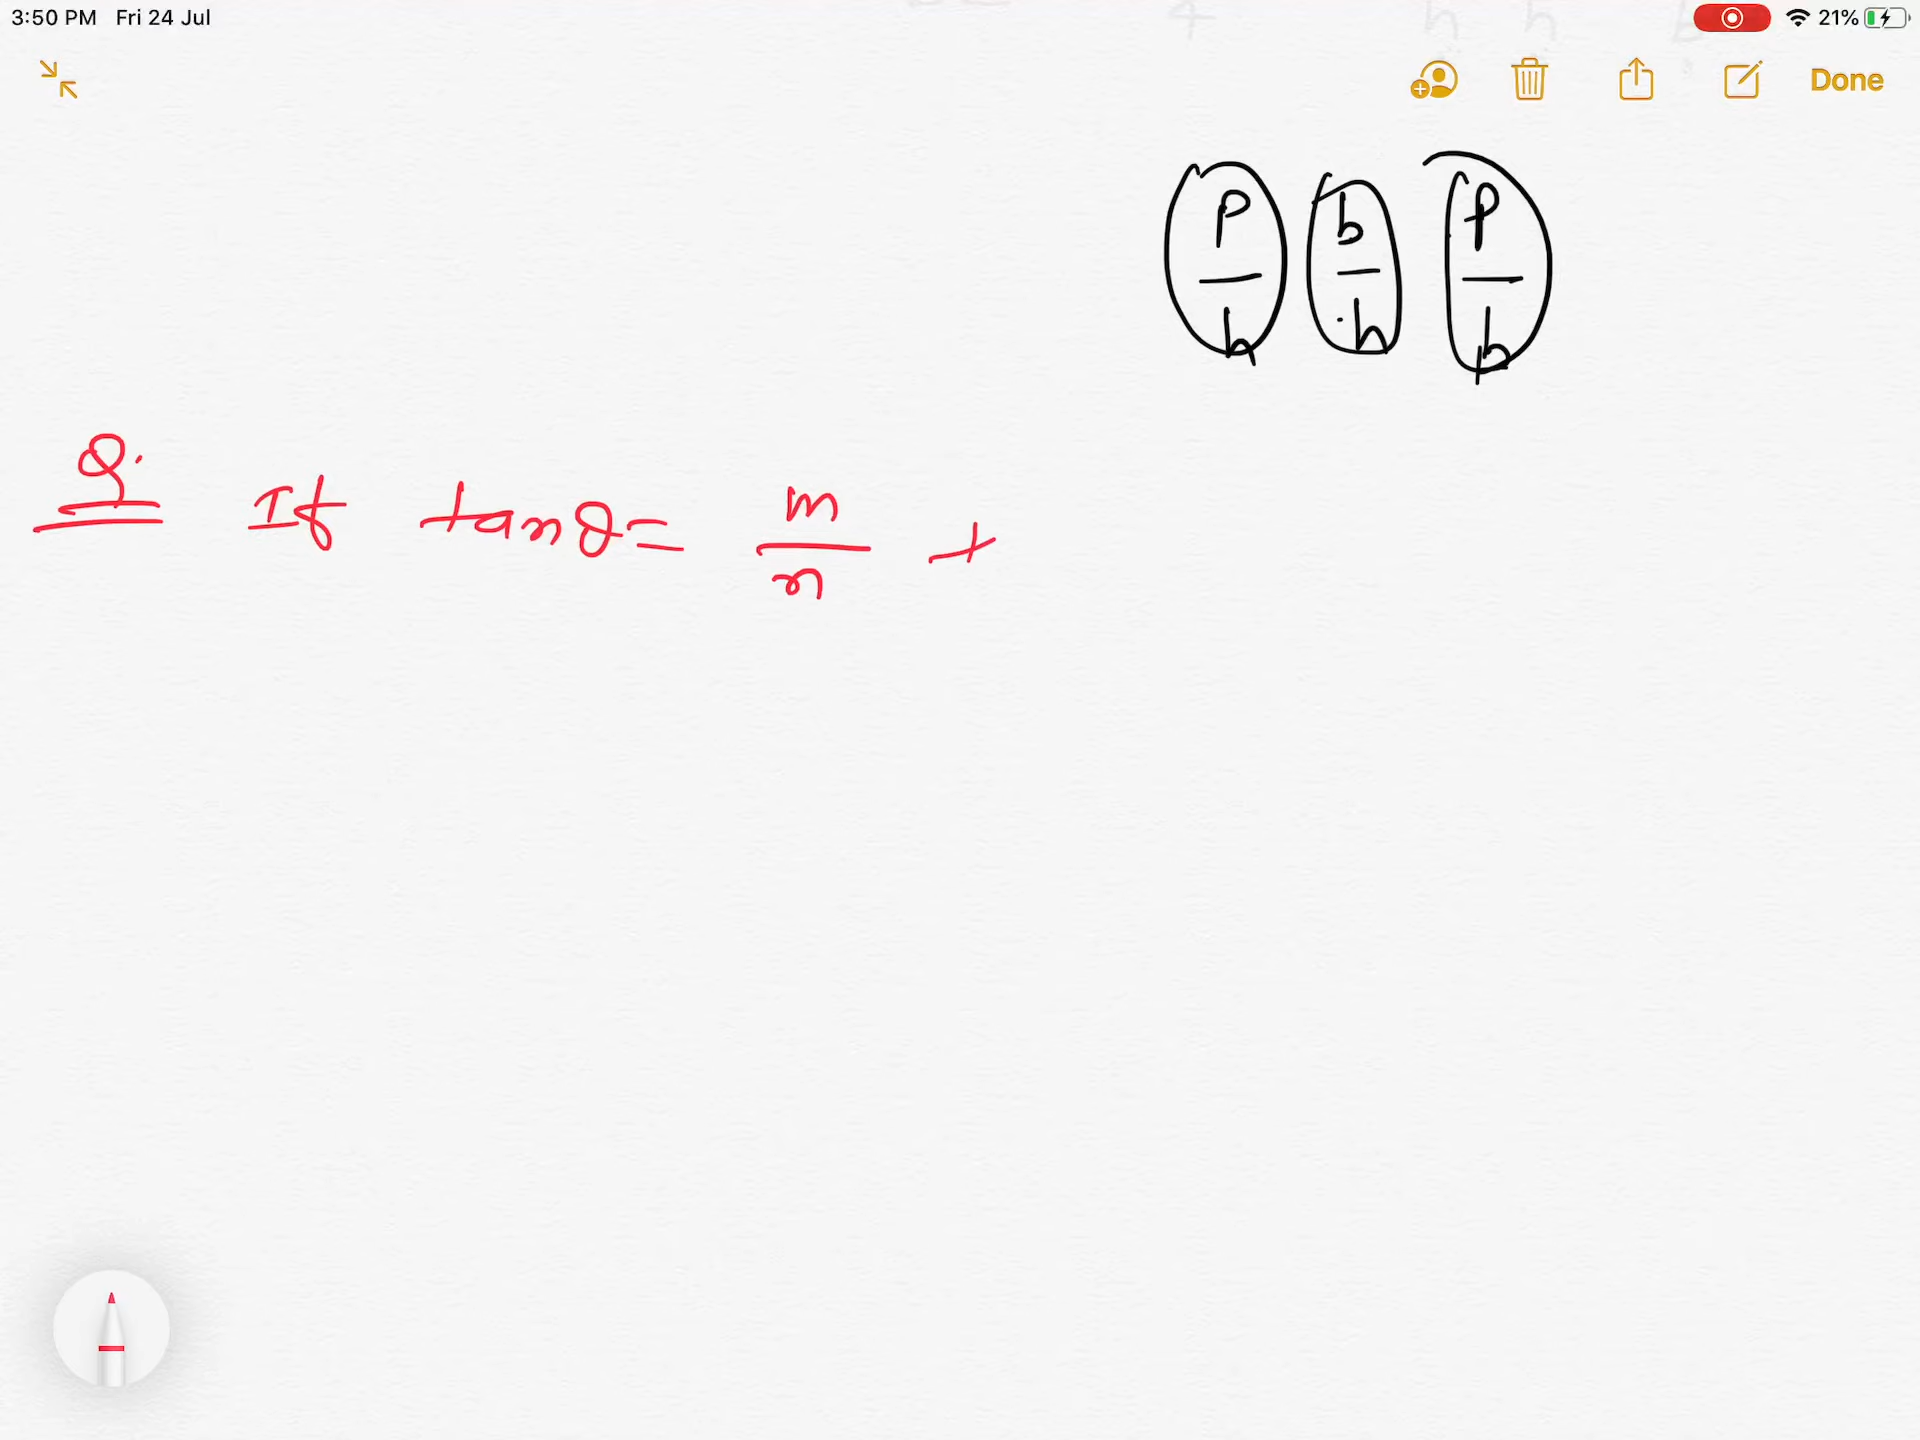 3:50 PM Fri 24 Jul
21%
Done
p/h b/h p/b
Q. If tanθ = m/n +